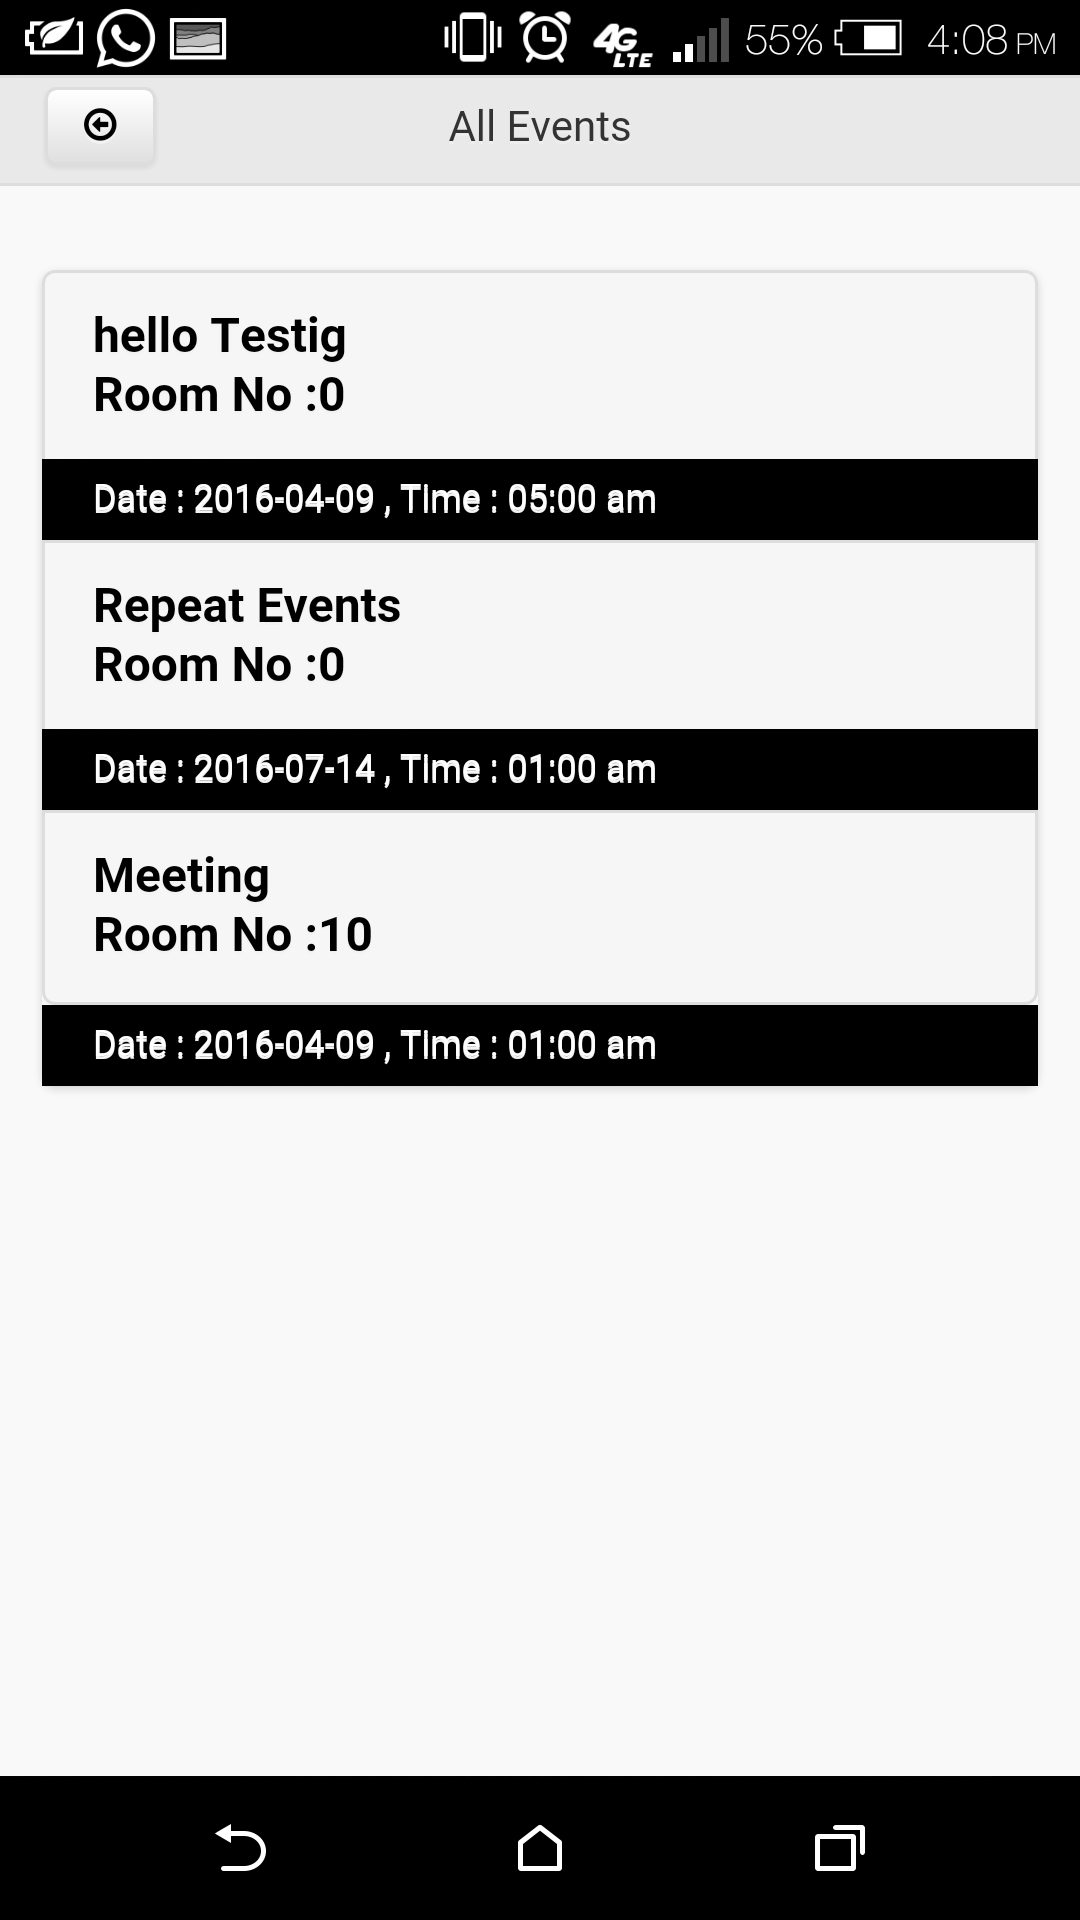 4G LTE 55% 4:08 PM
All Events
hello Testig
Room No :0
Date : 2016-04-09 , Time : 05:00 am
Repeat Events
Room No :0
Date : 2016-07-14 , Time : 01:00 am
Meeting
Room No :10
Date : 2016-04-09 , Time : 01:00 am